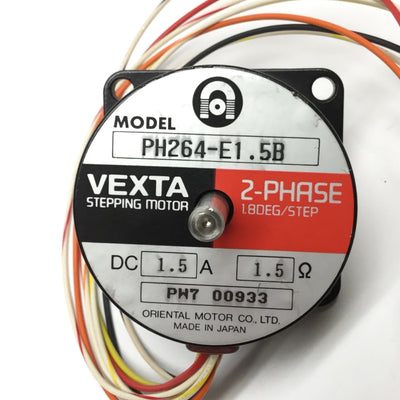 MODEL
PH264-E1.5B
VEXTA 2-PHASE
STEPPING MOTOR 1.8DEG/STEP
DC 1.5 A 1.5 Ω
PW7 00933
ORIENTAL MOTOR CO., LTD.
MADE IN JAPAN